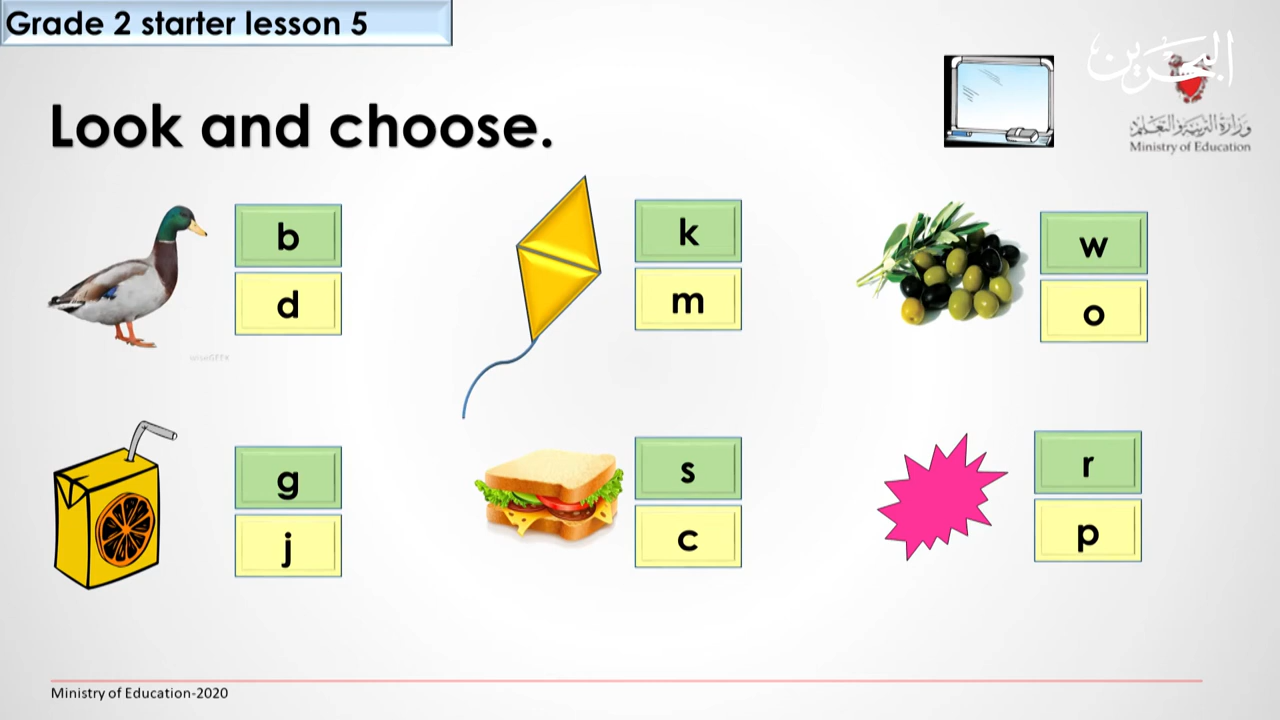 Grade 2 starter lesson 5
البحرين
وزارة التربية والتعليم
Ministry of Education
Look and choose.
b
d
k
m
w
o
g
j
s
c
r
p
Ministry of Education-2020